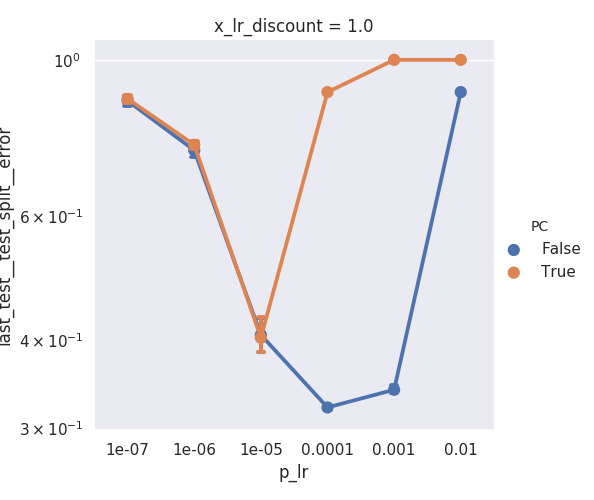 x_lr_discount = 1.0
10⁰
6 × 10⁻¹
4 × 10⁻¹
3 × 10⁻¹
last_test__test_split__error
1e-07 1e-06 1e-05 0.0001 0.001 0.01
p_lr
PC
False
True